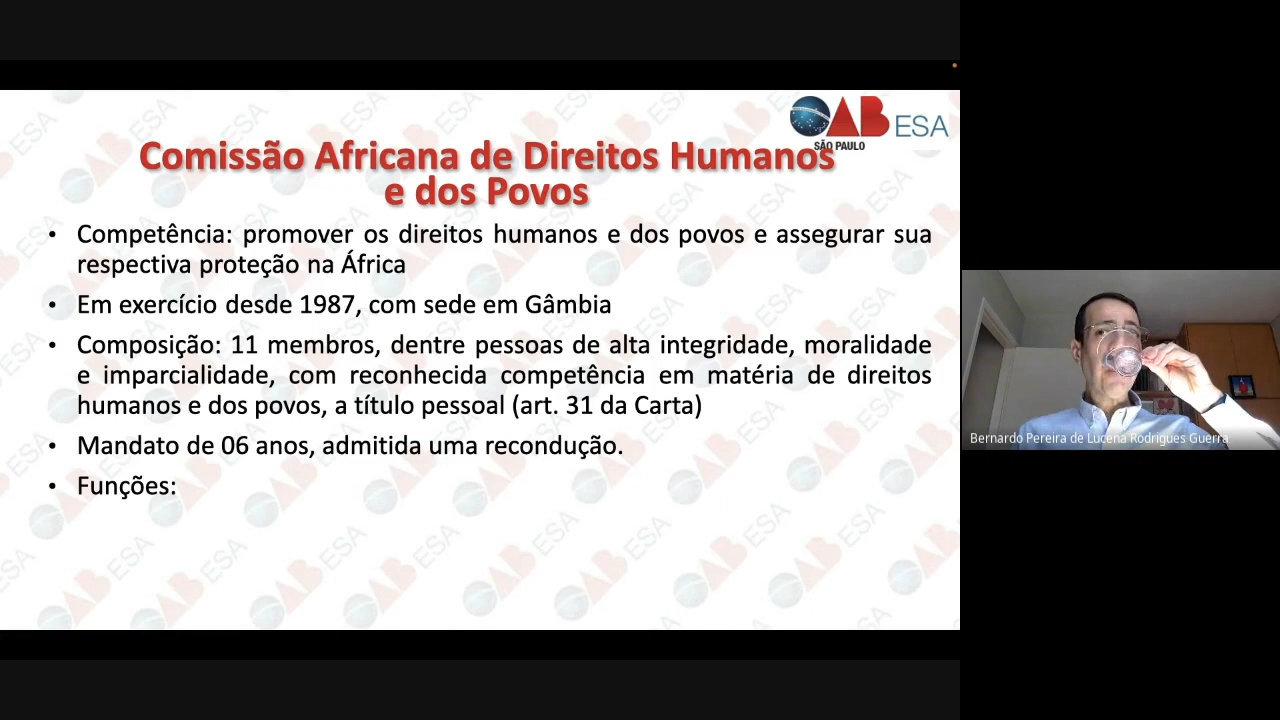 OAB ESA
SÃO PAULO
Comissão Africana de Direitos Humanos
e dos Povos
• Competência: promover os direitos humanos e dos povos e assegurar sua
respectiva proteção na África
• Em exercício desde 1987, com sede em Gâmbia
• Composição: 11 membros, dentre pessoas de alta integridade, moralidade
e imparcialidade, com reconhecida competência em matéria de direitos
humanos e dos povos, a título pessoal (art. 31 da Carta)
• Mandato de 06 anos, admitida uma recondução.
• Funções:
Bernardo Pereira de Lucena Rodrigues Guerra